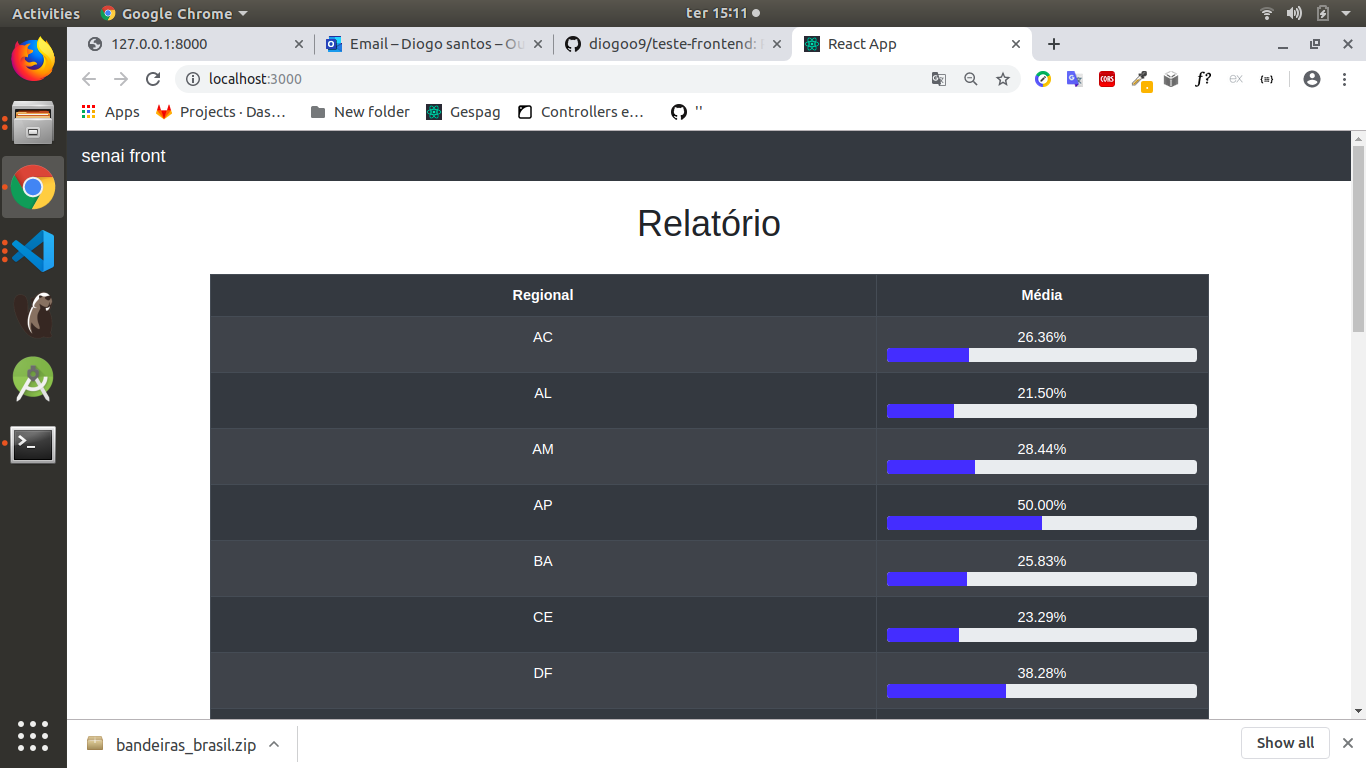 Activities Google Chrome ter 15:11
127.0.0.1:8000 Email – Diogo santos – Ou diogoo9/teste-frontend: React App
localhost:3000 CORS f? ex
Apps Projects · Das… New folder Gespag Controllers e… ''
senai front
Relatório
Regional Média
AC 26.36%
AL 21.50%
AM 28.44%
AP 50.00%
BA 25.83%
CE 23.29%
DF 38.28%
bandeiras_brasil.zip Show all